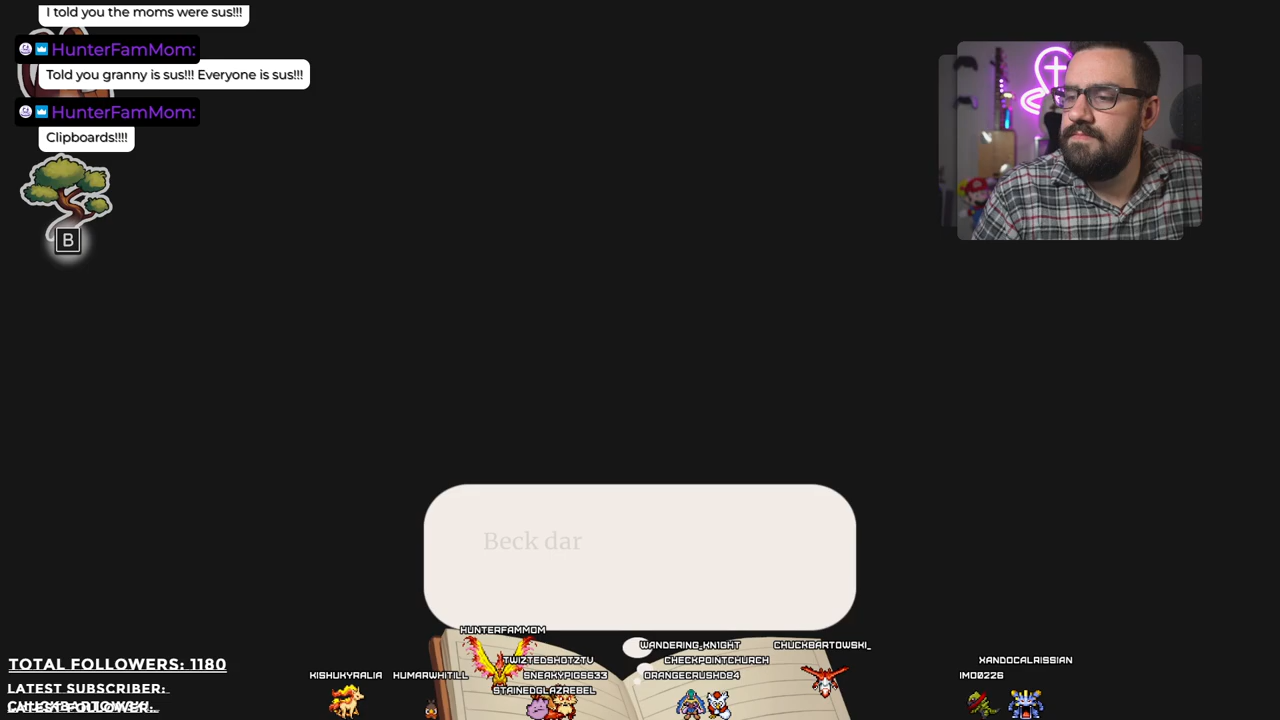 I told you the moms were sus!!!
HunterFamMom:
Told you granny is sus!!! Everyone is sus!!!
HunterFamMom:
Clipboards!!!!
B
Beck dar
HUNTERFAMMOM
WANDERING_KN1GHT
CHUCKBARTOWSKI_
TWIZTEDSHOTZTV
CHECKPOINTCHURCH
XANDOCALRISSIAN
TOTAL FOLLOWERS: 1180
KISHUKYRALIA
HUMARWHITILL
SNEAKYPIGS633
ORANGECRUSHD84
IMO0226
LATEST SUBSCRIBER:
STAINEDGLAZREBEL